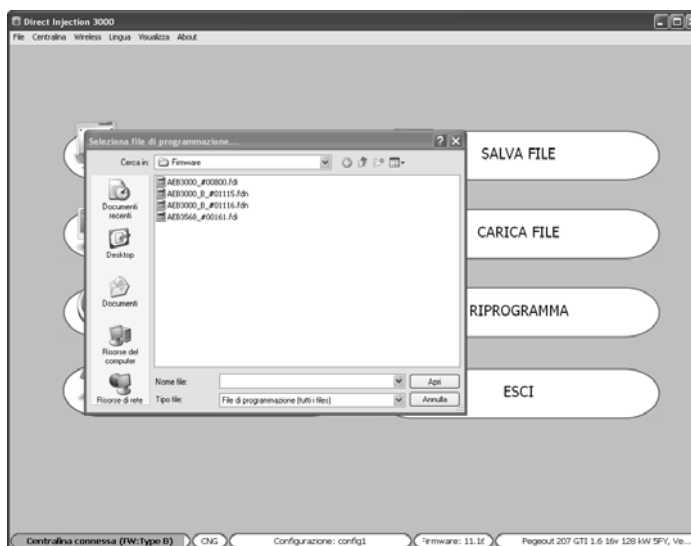 Direct Injection 3000
File Centralina Wireless Lingua Visualizza About
Seleziona file di programmazione...
Cerca in: Firmware
AEB3000_#00800.fdi
AEB3000_B_#01115.fdn
AEB3000_B_#01116.fdn
AEB3568_#00161.fdi
Documenti recenti
Desktop
Documenti
Risorse del computer
Risorse di rete
Nome file: Apri
Tipo file: File di programmazione (tutti i files) Annulla
SALVA FILE
CARICA FILE
RIPROGRAMMA
ESCI
Centralina connessa (FW:Type B) CNG Configurazione: config1 Firmware: 11.16 Pegeout 207 GTI 1.6 16v 128 kW 5FY, Ve...